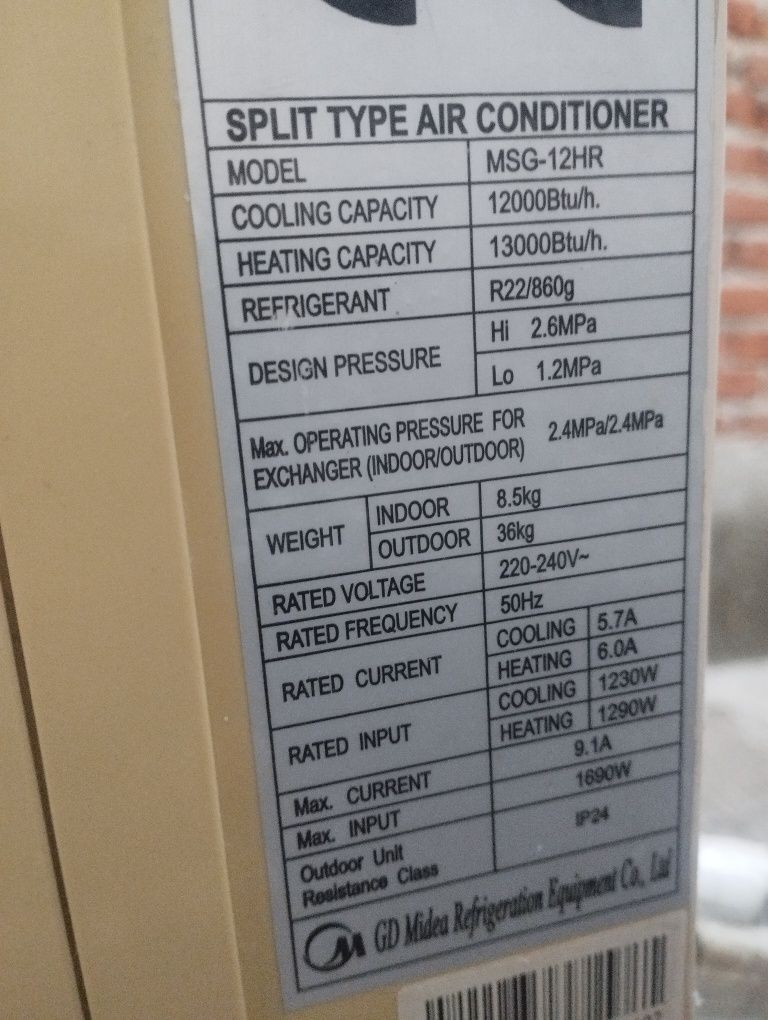 SPLIT TYPE AIR CONDITIONER
MODEL MSG-12HR
COOLING CAPACITY 12000Btu/h.
HEATING CAPACITY 13000Btu/h.
REFRIGERANT R22/860g
DESIGN PRESSURE Hi 2.6MPa
Lo 1.2MPa
Max. OPERATING PRESSURE FOR
EXCHANGER (INDOOR/OUTDOOR) 2.4MPa/2.4MPa
WEIGHT INDOOR 8.5kg
OUTDOOR 36kg
RATED VOLTAGE 220-240V~
RATED FREQUENCY 50Hz
RATED CURRENT COOLING 5.7A
HEATING 6.0A
RATED INPUT COOLING 1230W
HEATING 1290W
Max. CURRENT 9.1A
Max. INPUT 1690W
Outdoor Unit
Resistance Class IP24
GD Midea Refrigeration Equipment Co., Ltd